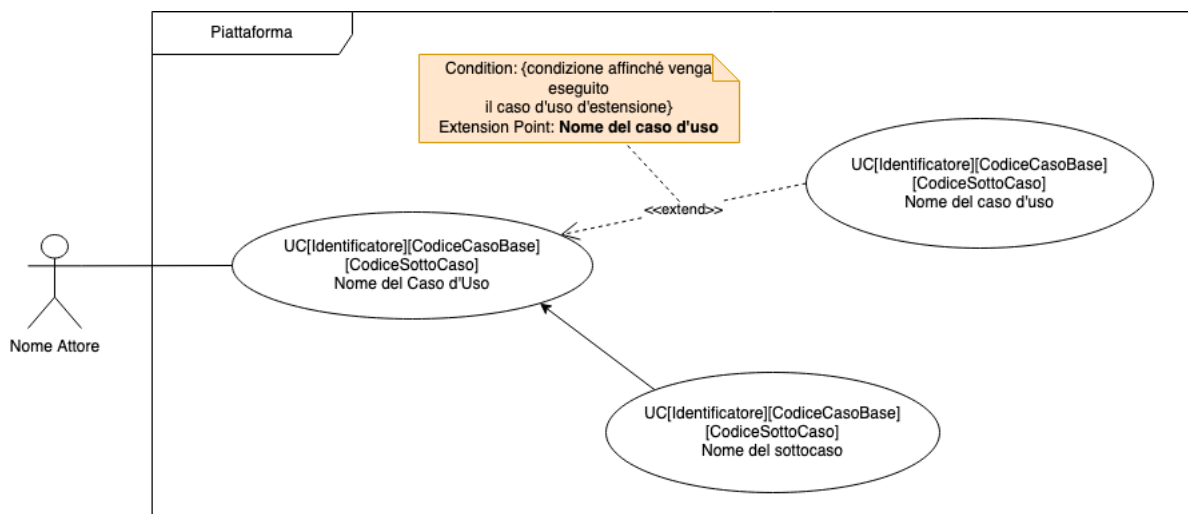 Piattaforma
Condition: {condizione affinché venga
eseguito
il caso d'uso d'estensione}
Extension Point: Nome del caso d'uso
UC[Identificatore][CodiceCasoBase]
[CodiceSottoCaso]
Nome del caso d'uso
<<extend>>
UC[Identificatore][CodiceCasoBase]
[CodiceSottoCaso]
Nome del Caso d'Uso
Nome Attore
UC[Identificatore][CodiceCasoBase]
[CodiceSottoCaso]
Nome del sottocaso